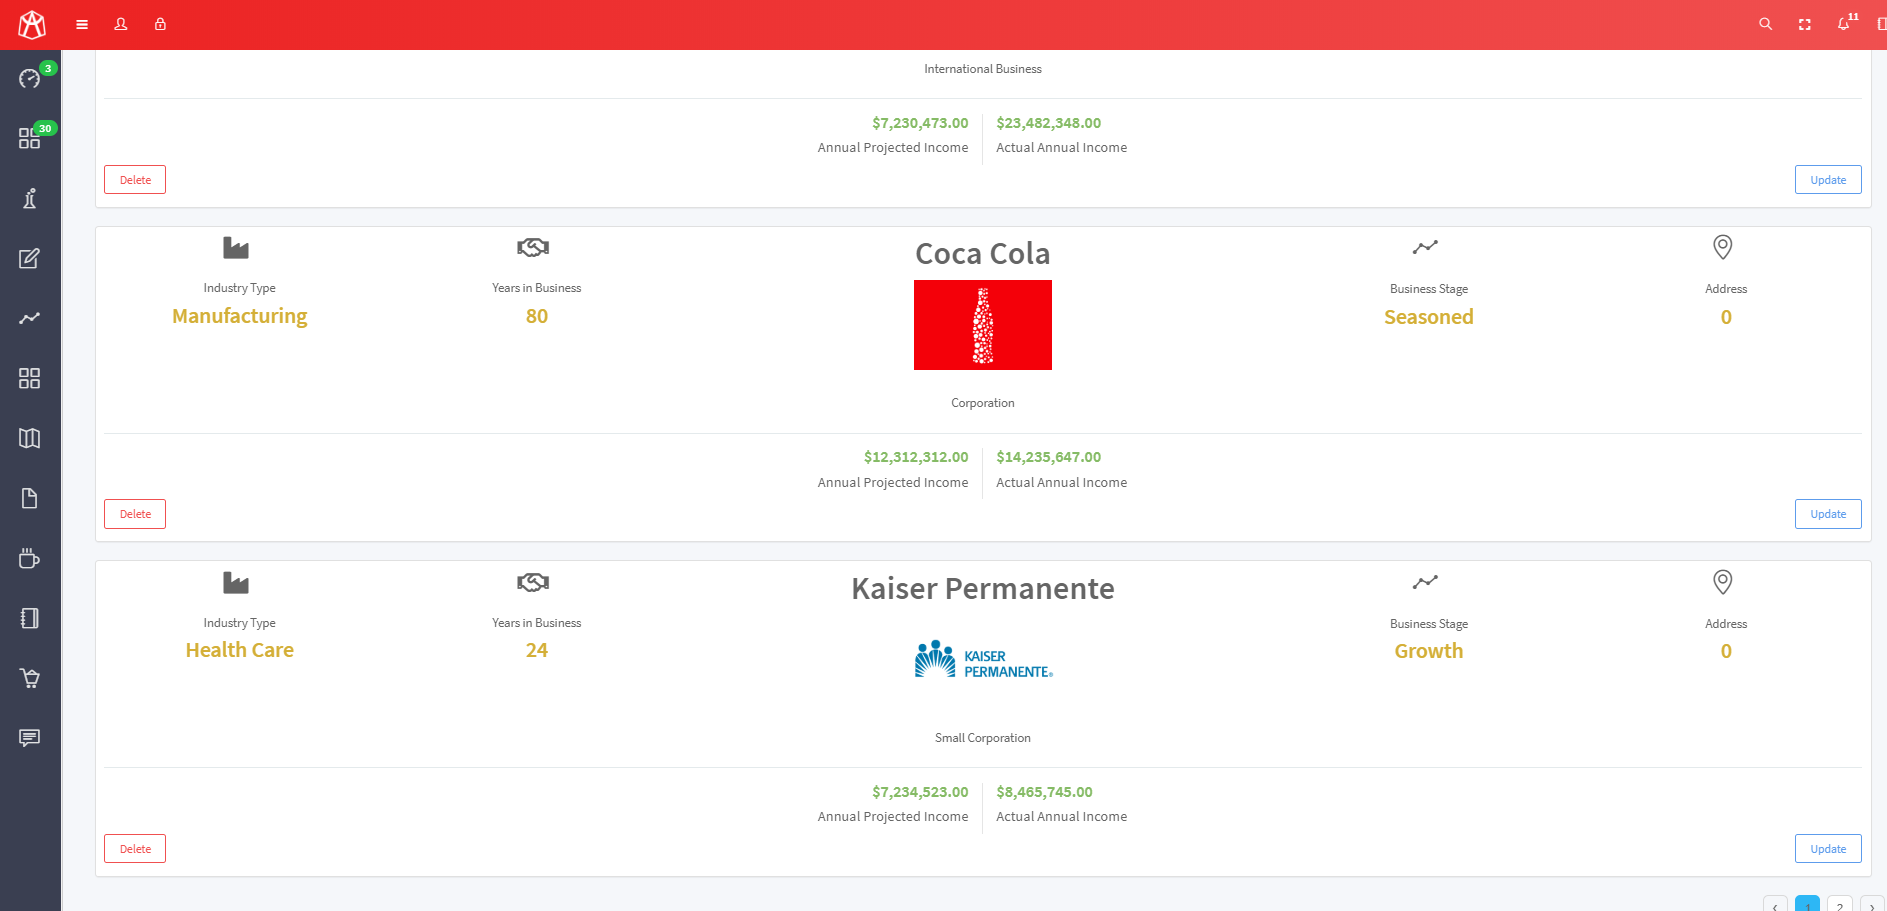 11
3
30
International Business
$7,230,473.00 $23,482,348.00
Annual Projected Income Actual Annual Income
Delete Update
Coca Cola
Industry Type Years in Business Business Stage Address
Manufacturing 80 Seasoned 0
Corporation
$12,312,312.00 $14,235,647.00
Annual Projected Income Actual Annual Income
Delete Update
Kaiser Permanente
Industry Type Years in Business Business Stage Address
Health Care 24 Growth 0
KAISER
PERMANENTE®
Small Corporation
$7,234,523.00 $8,465,745.00
Annual Projected Income Actual Annual Income
Delete Update
‹ 1 2 ›